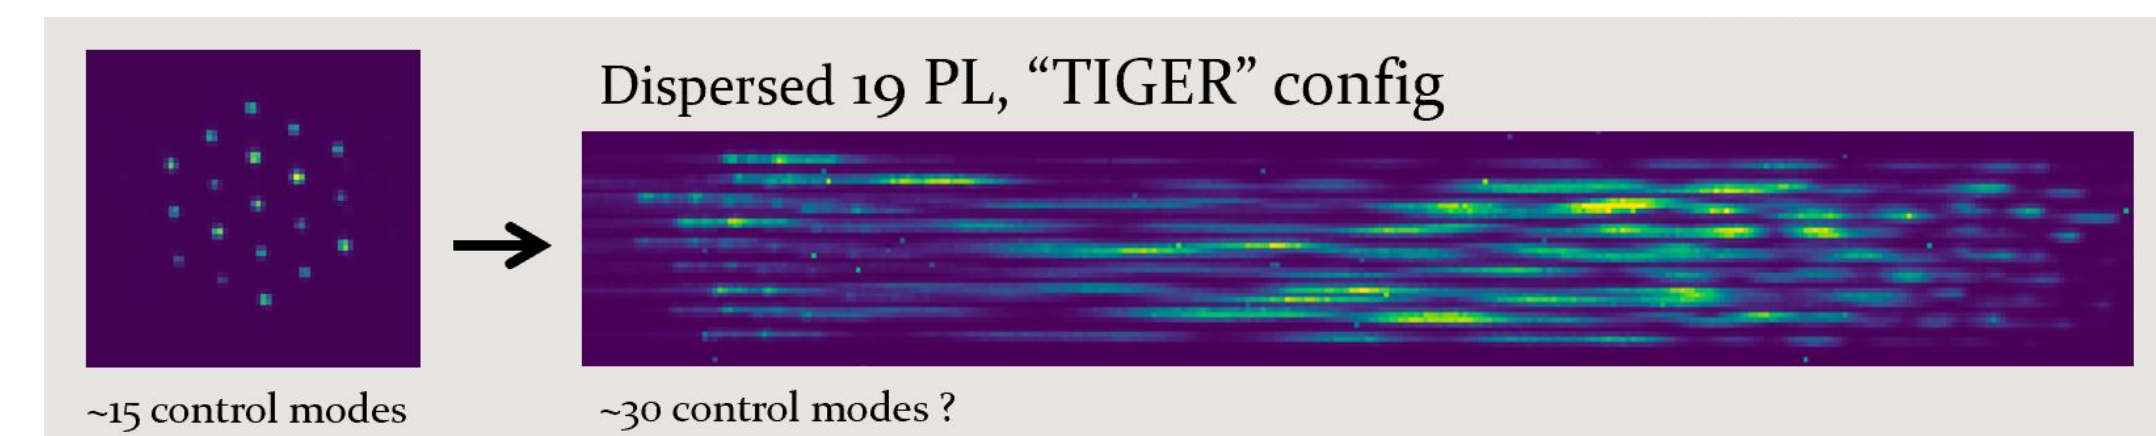 Dispersed 19 PL, “TIGER” config
~15 control modes
~30 control modes ?